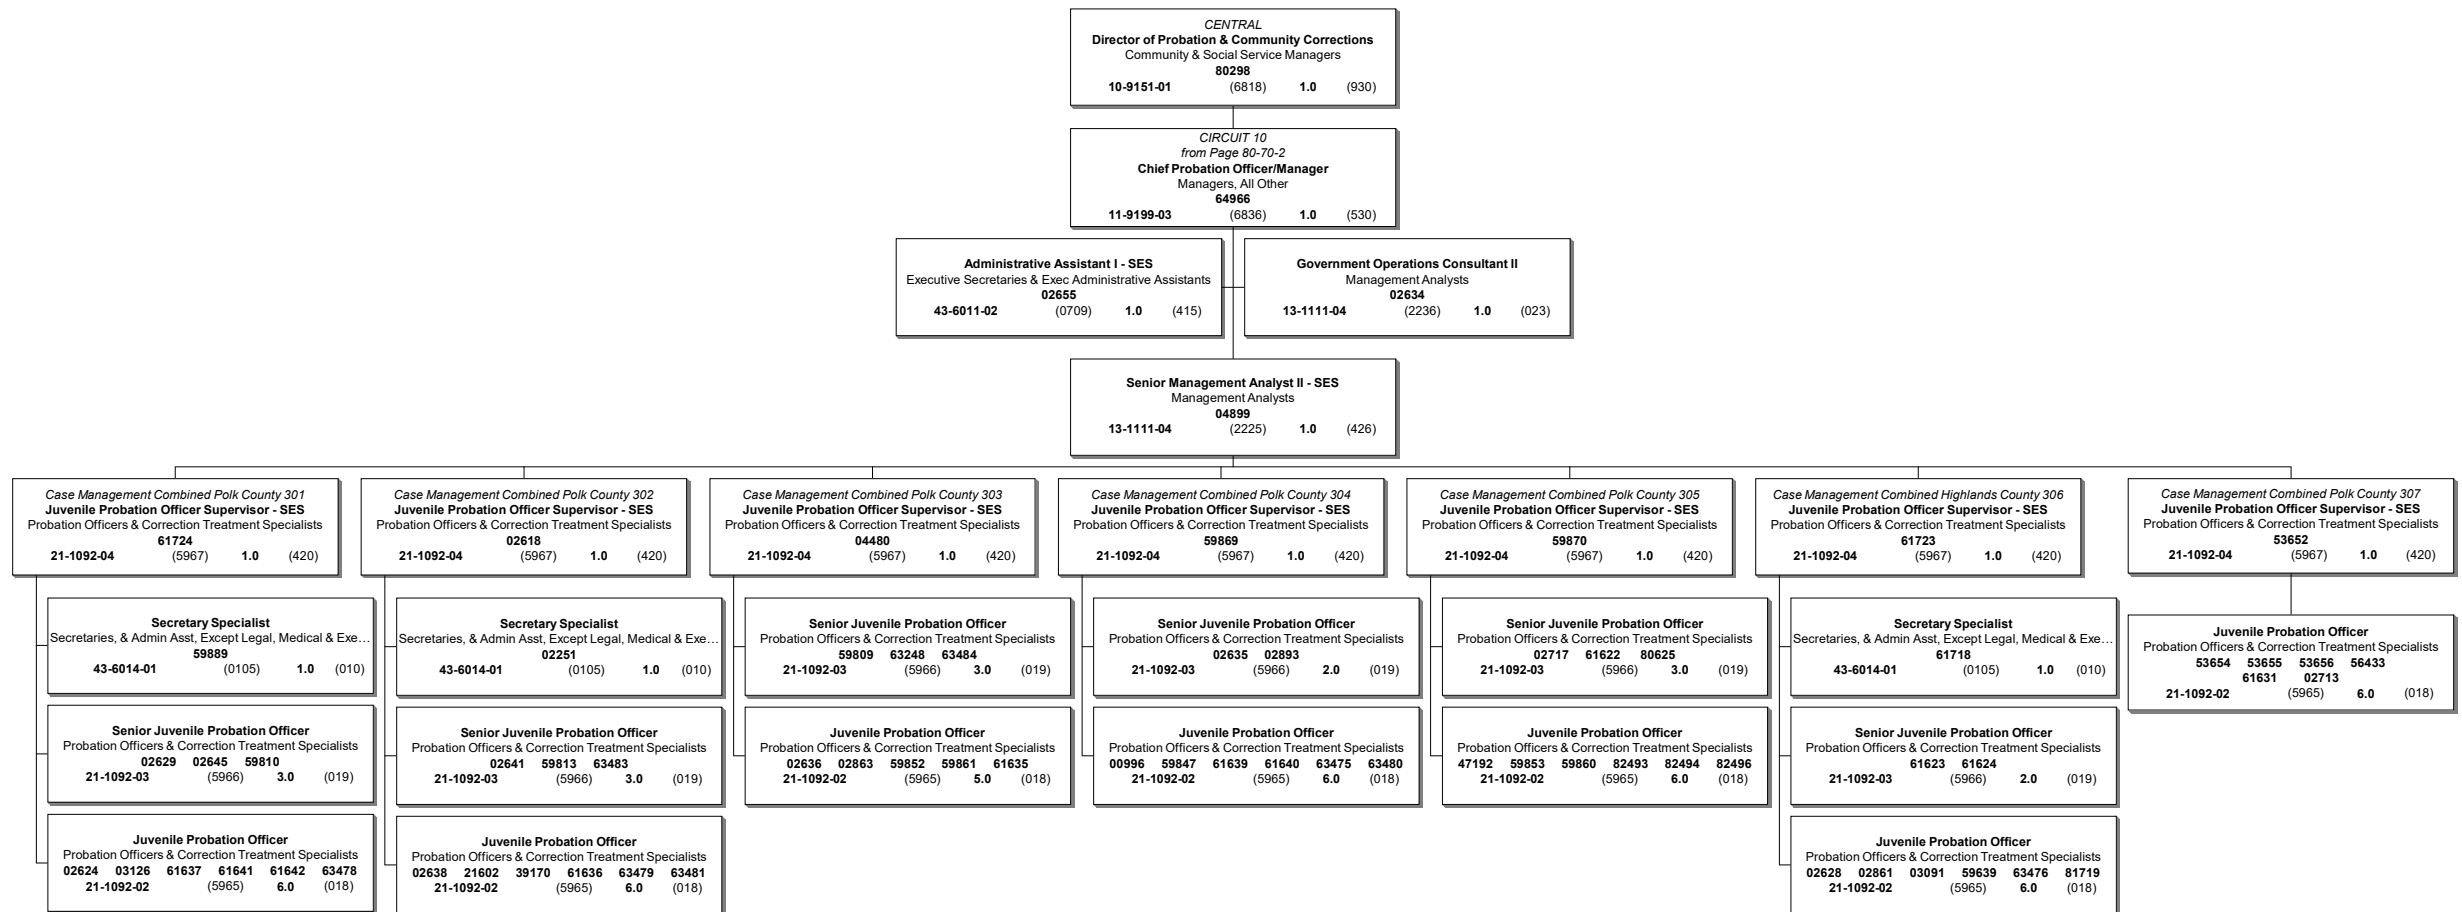 CENTRAL
Director of Probation & Community Corrections
Community & Social Service Managers
80298
10-9151-01 (6818) 1.0 (930)
CIRCUIT 10
from Page 80-70-2
Chief Probation Officer/Manager
Managers, All Other
64966
11-9199-03 (6836) 1.0 (530)
Administrative Assistant I - SES
Executive Secretaries & Exec Administrative Assistants
02655
43-6011-02 (0709) 1.0 (415)
Government Operations Consultant II
Management Analysts
02634
13-1111-04 (2236) 1.0 (023)
Senior Management Analyst II - SES
Management Analysts
04899
13-1111-04 (2225) 1.0 (426)
Case Management Combined Polk County 301
Juvenile Probation Officer Supervisor - SES
Probation Officers & Correction Treatment Specialists
61724
21-1092-04 (5967) 1.0 (420)
Secretary Specialist
Secretaries, & Admin Asst, Except Legal, Medical & Exe...
59889
43-6014-01 (0105) 1.0 (010)
Senior Juvenile Probation Officer
Probation Officers & Correction Treatment Specialists
02629 02645 59810
21-1092-03 (5966) 3.0 (019)
Juvenile Probation Officer
Probation Officers & Correction Treatment Specialists
02624 03126 61637 61641 61642 63478
21-1092-02 (5965) 6.0 (018)
Case Management Combined Polk County 302
Juvenile Probation Officer Supervisor - SES
Probation Officers & Correction Treatment Specialists
02618
21-1092-04 (5967) 1.0 (420)
Secretary Specialist
Secretaries, & Admin Asst, Except Legal, Medical & Exe...
02251
43-6014-01 (0105) 1.0 (010)
Senior Juvenile Probation Officer
Probation Officers & Correction Treatment Specialists
02641 59813 63483
21-1092-03 (5966) 3.0 (019)
Juvenile Probation Officer
Probation Officers & Correction Treatment Specialists
02638 21602 39170 61636 63479 63481
21-1092-02 (5965) 6.0 (018)
Case Management Combined Polk County 303
Juvenile Probation Officer Supervisor - SES
Probation Officers & Correction Treatment Specialists
04480
21-1092-04 (5967) 1.0 (420)
Senior Juvenile Probation Officer
Probation Officers & Correction Treatment Specialists
59809 63248 63484
21-1092-03 (5966) 3.0 (019)
Juvenile Probation Officer
Probation Officers & Correction Treatment Specialists
02636 02863 59852 59861 61635
21-1092-02 (5965) 5.0 (018)
Case Management Combined Polk County 304
Juvenile Probation Officer Supervisor - SES
Probation Officers & Correction Treatment Specialists
59869
21-1092-04 (5967) 1.0 (420)
Senior Juvenile Probation Officer
Probation Officers & Correction Treatment Specialists
02635 02893
21-1092-03 (5966) 2.0 (019)
Juvenile Probation Officer
Probation Officers & Correction Treatment Specialists
00996 59847 61639 61640 63475 63480
21-1092-02 (5965) 6.0 (018)
Case Management Combined Polk County 305
Juvenile Probation Officer Supervisor - SES
Probation Officers & Correction Treatment Specialists
59870
21-1092-04 (5967) 1.0 (420)
Senior Juvenile Probation Officer
Probation Officers & Correction Treatment Specialists
02717 61622 80625
21-1092-03 (5966) 3.0 (019)
Juvenile Probation Officer
Probation Officers & Correction Treatment Specialists
47192 59853 59860 82493 82494 82496
21-1092-02 (5965) 6.0 (018)
Case Management Combined Highlands County 306
Juvenile Probation Officer Supervisor - SES
Probation Officers & Correction Treatment Specialists
61723
21-1092-04 (5967) 1.0 (420)
Secretary Specialist
Secretaries, & Admin Asst, Except Legal, Medical & Exe...
61718
43-6014-01 (0105) 1.0 (010)
Senior Juvenile Probation Officer
Probation Officers & Correction Treatment Specialists
61623 61624
21-1092-03 (5966) 2.0 (019)
Juvenile Probation Officer
Probation Officers & Correction Treatment Specialists
02628 02861 03091 59639 63476 81719
21-1092-02 (5965) 6.0 (018)
Case Management Combined Polk County 307
Juvenile Probation Officer Supervisor - SES
Probation Officers & Correction Treatment Specialists
53652
21-1092-04 (5967) 1.0 (420)
Juvenile Probation Officer
Probation Officers & Correction Treatment Specialists
53654 53655 53656 56433
61631 02713
21-1092-02 (5965) 6.0 (018)